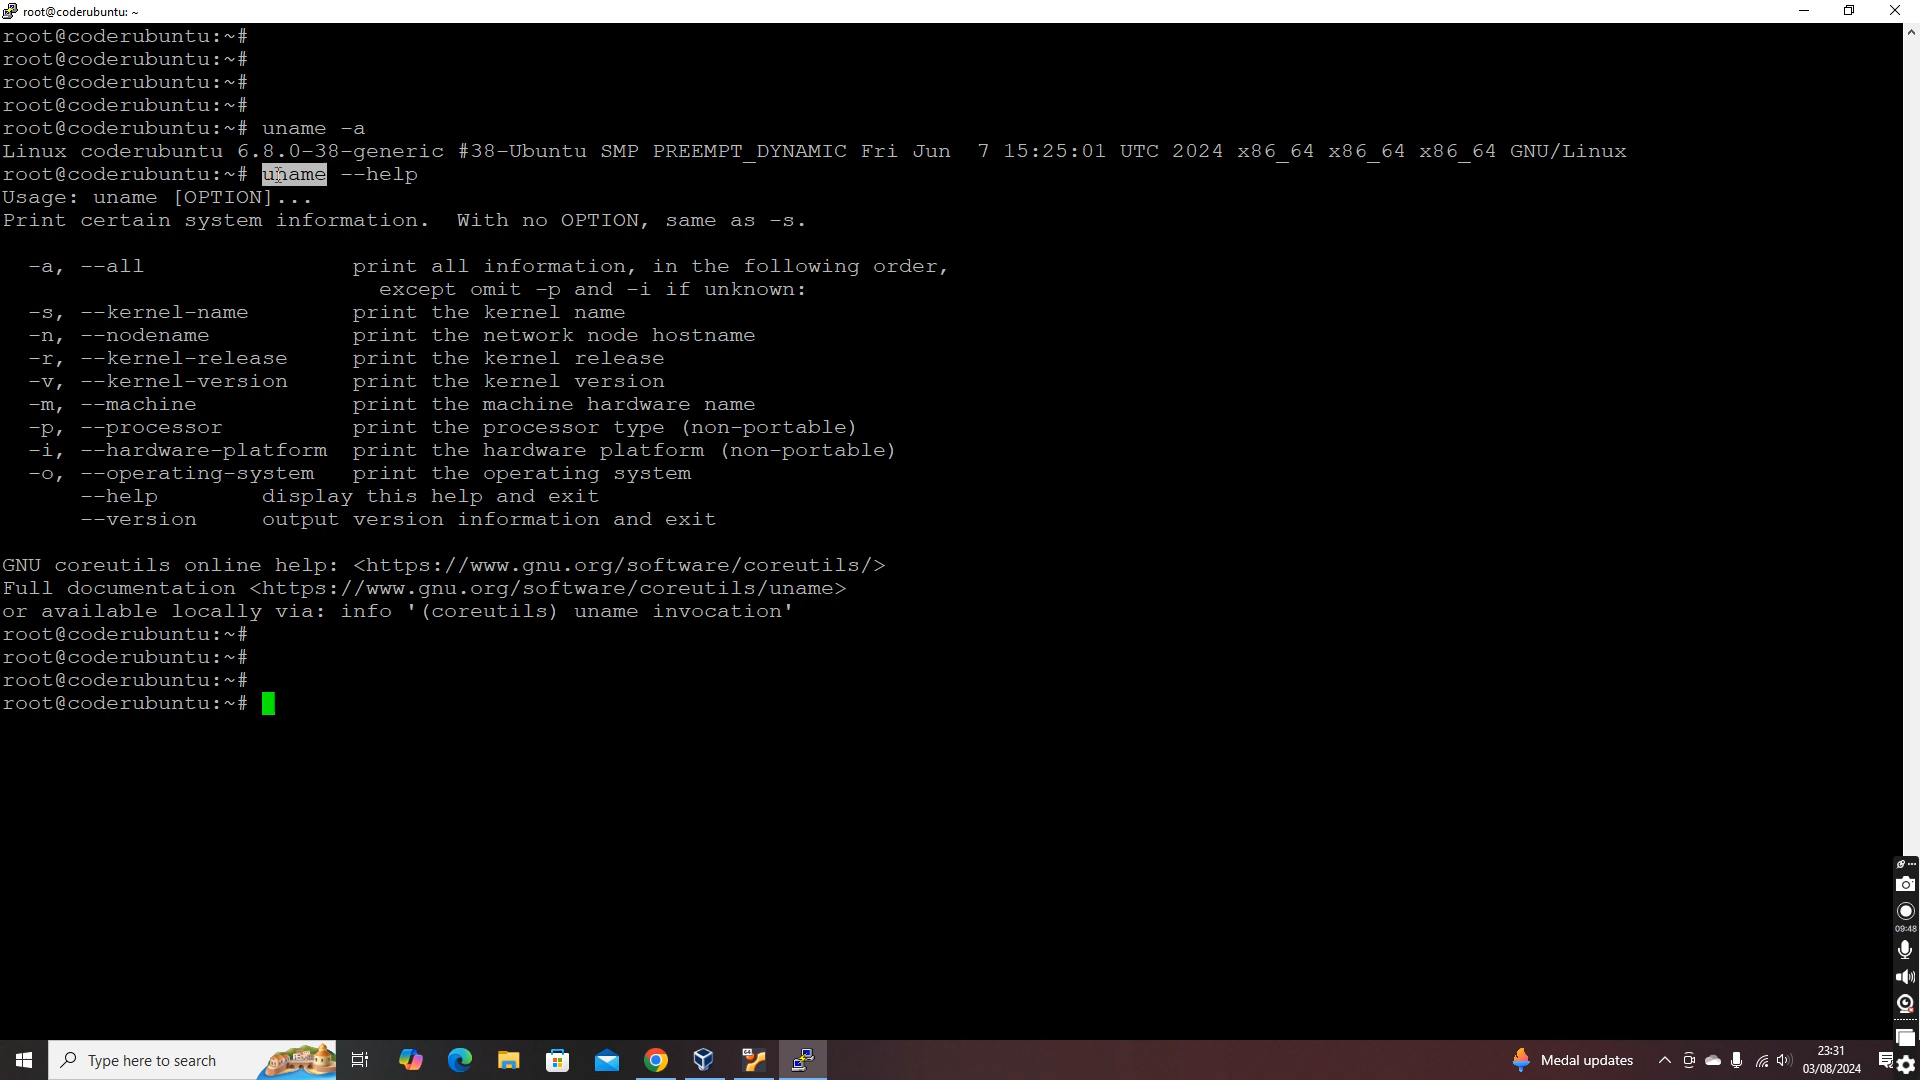 root@coderubuntu: ~
root@coderubuntu:~#
root@coderubuntu:~#
root@coderubuntu:~#
root@coderubuntu:~#
root@coderubuntu:~# uname -a
Linux coderubuntu 6.8.0-38-generic #38-Ubuntu SMP PREEMPT_DYNAMIC Fri Jun  7 15:25:01 UTC 2024 x86_64 x86_64 x86_64 GNU/Linux
root@coderubuntu:~# uname --help
Usage: uname [OPTION]...
Print certain system information.  With no OPTION, same as -s.
  -a, --all                print all information, in the following order,
                             except omit -p and -i if unknown:
  -s, --kernel-name        print the kernel name
  -n, --nodename           print the network node hostname
  -r, --kernel-release     print the kernel release
  -v, --kernel-version     print the kernel version
  -m, --machine            print the machine hardware name
  -p, --processor          print the processor type (non-portable)
  -i, --hardware-platform  print the hardware platform (non-portable)
  -o, --operating-system   print the operating system
      --help        display this help and exit
      --version     output version information and exit
GNU coreutils online help: <https://www.gnu.org/software/coreutils/>
Full documentation <https://www.gnu.org/software/coreutils/uname>
or available locally via: info '(coreutils) uname invocation'
root@coderubuntu:~#
root@coderubuntu:~#
root@coderubuntu:~#
root@coderubuntu:~#
09:48
Type here to search
Medal updates
23:31
03/08/2024